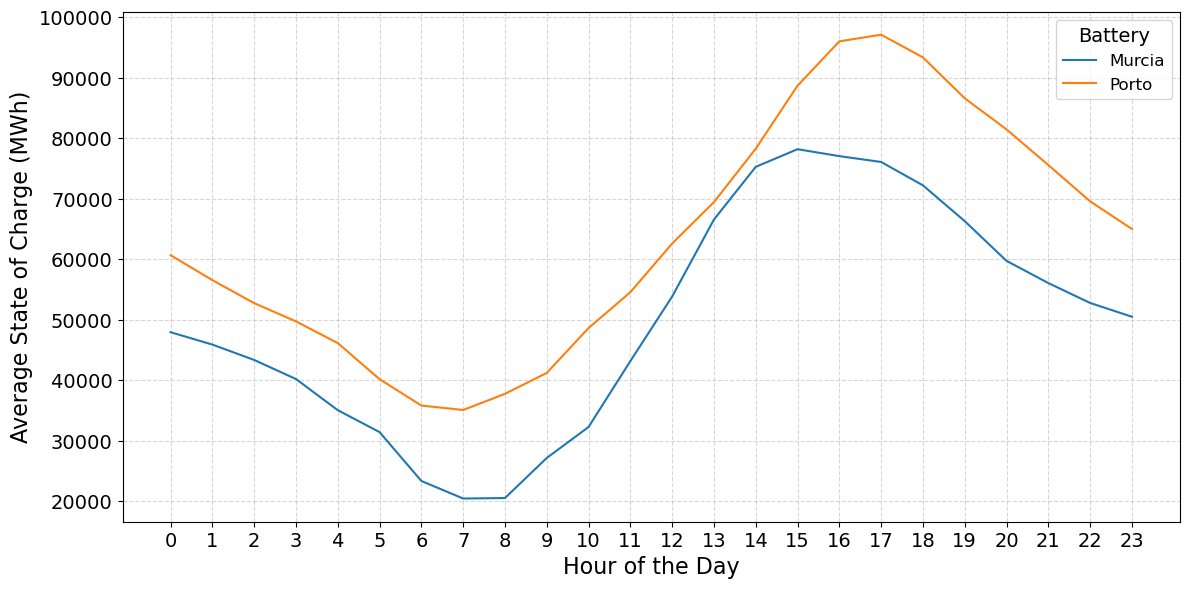 100000
90000
80000
70000
60000
50000
40000
30000
20000
Average State of Charge (MWh)
Battery
Murcia
Porto
0 1 2 3 4 5 6 7 8 9 10 11 12 13 14 15 16 17 18 19 20 21 22 23
Hour of the Day